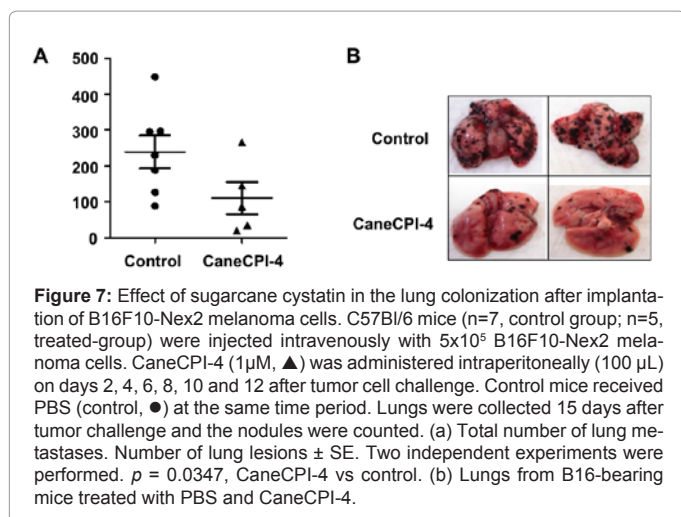 A
B
500
400
300
200
100
0
Control
CaneCPI-4
Control
CaneCPI-4
Figure 7: Effect of sugarcane cystatin in the lung colonization after implanta-
tion of B16F10-Nex2 melanoma cells. C57Bl/6 mice (n=7, control group; n=5,
treated-group) were injected intravenously with 5x10⁵ B16F10-Nex2 mela-
noma cells. CaneCPI-4 (1μM, ▲) was administered intraperitoneally (100 μL)
on days 2, 4, 6, 8, 10 and 12 after tumor cell challenge. Control mice received
PBS (control, ●) at the same time period. Lungs were collected 15 days after
tumor challenge and the nodules were counted. (a) Total number of lung me-
tastases. Number of lung lesions ± SE. Two independent experiments were
performed. p = 0.0347, CaneCPI-4 vs control. (b) Lungs from B16-bearing
mice treated with PBS and CaneCPI-4.